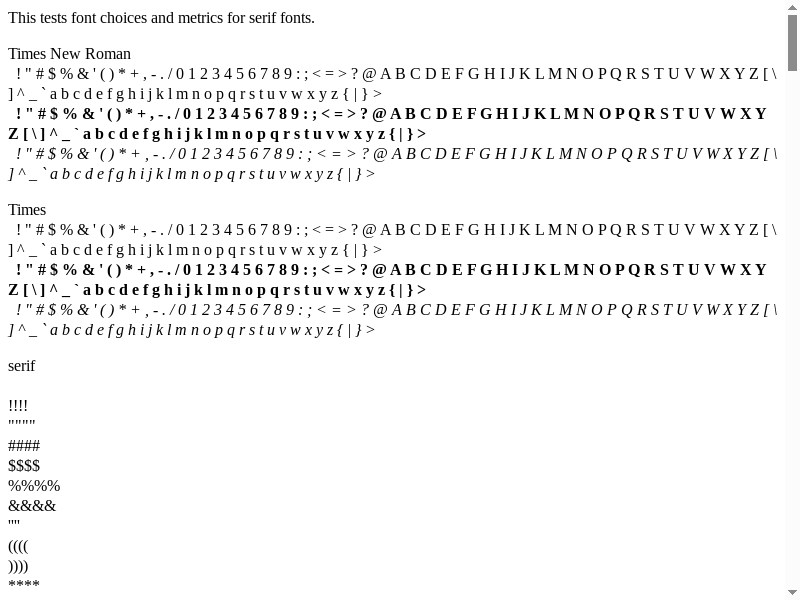 This tests font choices and metrics for serif fonts.
Times New Roman
! " # $ % & ' ( ) * + , - . / 0 1 2 3 4 5 6 7 8 9 : ; < = > ? @ A B C D E F G H I J K L M N O P Q R S T U V W X Y Z [ \
] ^ _ ` a b c d e f g h i j k l m n o p q r s t u v w x y z { | } >
! " # $ % & ' ( ) * + , - . / 0 1 2 3 4 5 6 7 8 9 : ; < = > ? @ A B C D E F G H I J K L M N O P Q R S T U V W X Y
Z [ \ ] ^ _ ` a b c d e f g h i j k l m n o p q r s t u v w x y z { | } >
! " # $ % & ' ( ) * + , - . / 0 1 2 3 4 5 6 7 8 9 : ; < = > ? @ A B C D E F G H I J K L M N O P Q R S T U V W X Y Z [ \
] ^ _ ` a b c d e f g h i j k l m n o p q r s t u v w x y z { | } >
Times
! " # $ % & ' ( ) * + , - . / 0 1 2 3 4 5 6 7 8 9 : ; < = > ? @ A B C D E F G H I J K L M N O P Q R S T U V W X Y Z [ \
] ^ _ ` a b c d e f g h i j k l m n o p q r s t u v w x y z { | } >
! " # $ % & ' ( ) * + , - . / 0 1 2 3 4 5 6 7 8 9 : ; < = > ? @ A B C D E F G H I J K L M N O P Q R S T U V W X Y
Z [ \ ] ^ _ ` a b c d e f g h i j k l m n o p q r s t u v w x y z { | } >
! " # $ % & ' ( ) * + , - . / 0 1 2 3 4 5 6 7 8 9 : ; < = > ? @ A B C D E F G H I J K L M N O P Q R S T U V W X Y Z [ \
] ^ _ ` a b c d e f g h i j k l m n o p q r s t u v w x y z { | } >
serif
!!!!
""""
####
$$$$
%%%%
&&&&
''''
((((
))))
****